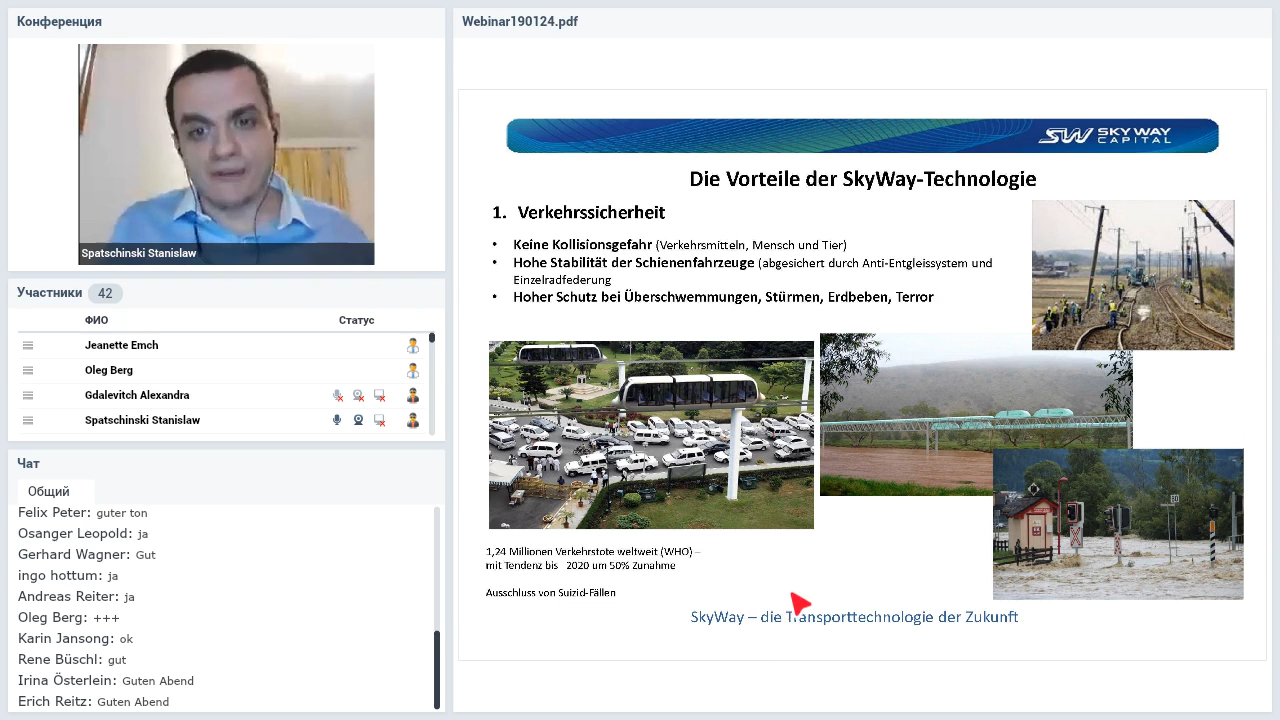 Конференция
Spatschinski Stanislaw
Участники 42
ФИО Статус
Jeanette Emch
Oleg Berg
Gdalevitch Alexandra
Spatschinski Stanislaw
Чат
Общий
Felix Peter: guter ton
Osanger Leopold: ja
Gerhard Wagner: Gut
ingo hottum: ja
Andreas Reiter: ja
Oleg Berg: +++
Karin Jansong: ok
Rene Büschl: gut
Irina Österlein: Guten Abend
Erich Reitz: Guten Abend
Webinar190124.pdf
SW SKY WAY
CAPITAL
Die Vorteile der SkyWay-Technologie
1. Verkehrssicherheit
• Keine Kollisionsgefahr (Verkehrsmitteln, Mensch und Tier)
• Hohe Stabilität der Schienenfahrzeuge (abgesichert durch Anti-Entgleissystem und
Einzelradfederung
• Hoher Schutz bei Überschwemmungen, Stürmen, Erdbeben, Terror
1,24 Millionen Verkehrstote weltweit (WHO) –
mit Tendenz bis 2020 um 50% Zunahme
Ausschluss von Suizid-Fällen
SkyWay – die Transporttechnologie der Zukunft